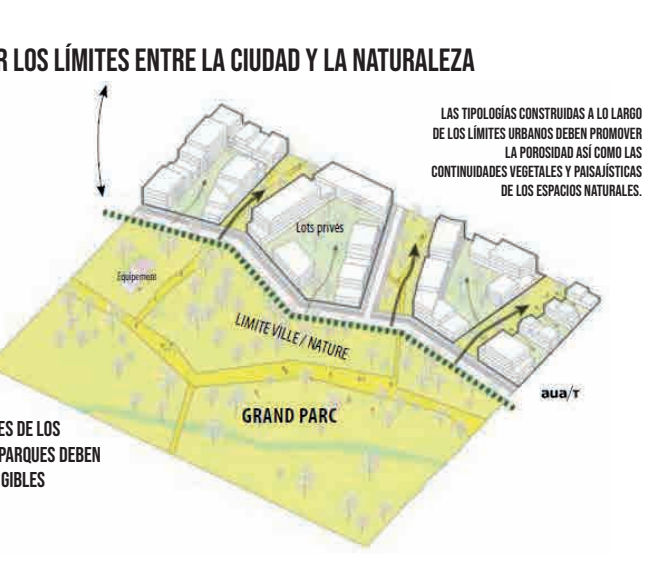 R LOS LÍMITES ENTRE LA CIUDAD Y LA NATURALEZA
LAS TIPOLOGÍAS CONSTRUIDAS A LO LARGO
DE LOS LÍMITES URBANOS DEBEN PROMOVER
LA POROSIDAD ASÍ COMO LAS
CONTINUIDADES VEGETALES Y PAISAJÍSTICAS
DE LOS ESPACIOS NATURALES.
Lots privés
Equipement
LIMITE VILLE / NATURE
aua/T
GRAND PARC
ES DE LOS
PARQUES DEBEN
GIBLES